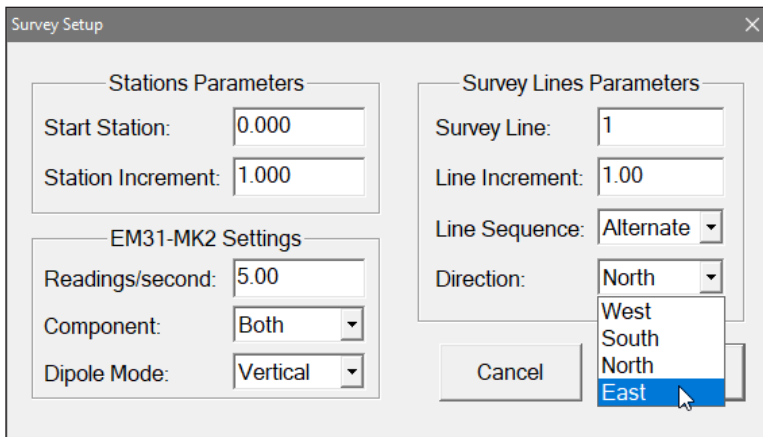 Survey Setup
Stations Parameters
Start Station: 0.000
Station Increment: 1.000
EM31-MK2 Settings
Readings/second: 5.00
Component: Both
Dipole Mode: Vertical
Survey Lines Parameters
Survey Line: 1
Line Increment: 1.00
Line Sequence: Alternate
Direction: North
West
South
North
East
Cancel